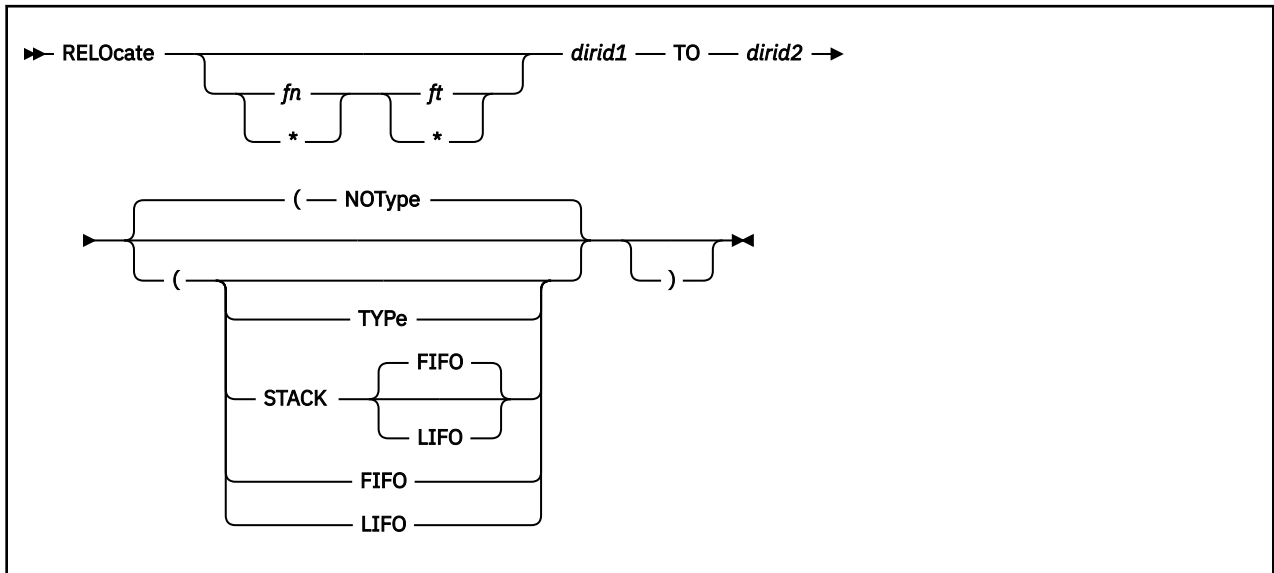 RELOcate dirid1 TO dirid2
fn ft
* *
( NOType
( )
TYPe
FIFO
STACK
LIFO
FIFO
LIFO